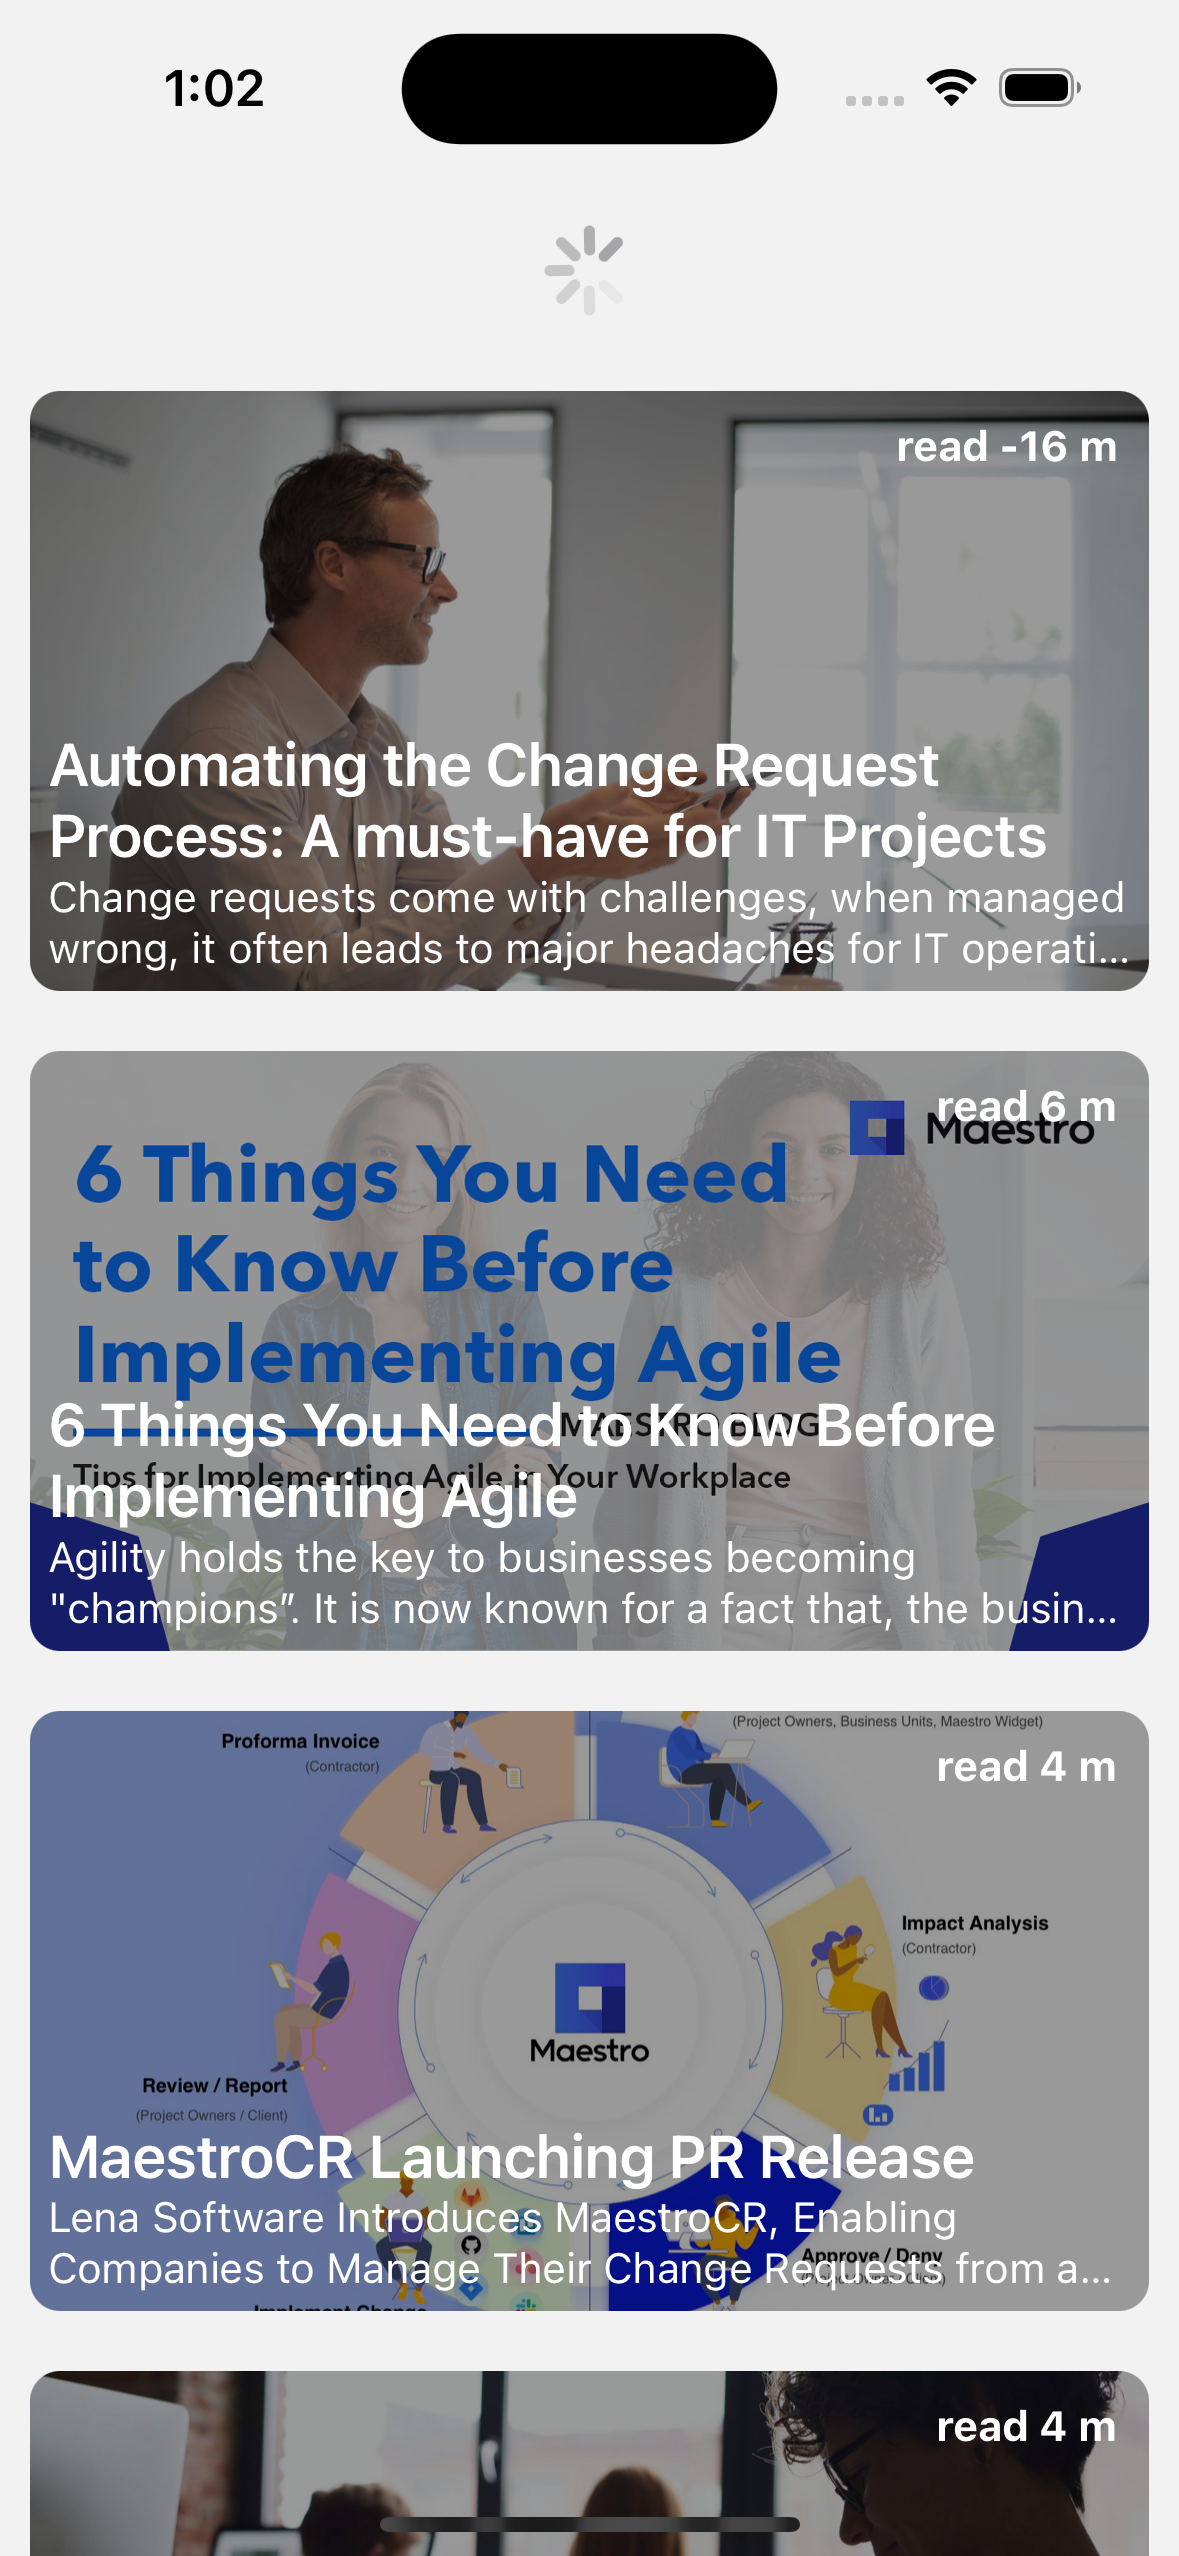 1:02
read -16 m
Automating the Change Request
Process: A must-have for IT Projects
Change requests come with challenges, when managed
wrong, it often leads to major headaches for IT operati...
read 6 m
Maestro
6 Things You Need
to Know Before
Implementing Agile
MAESTRO BLOG
Tips for Implementing Agile in Your Workplace
6 Things You Need to Know Before
Implementing Agile
Agility holds the key to businesses becoming
"champions”. It is now known for a fact that, the busin...
Proforma Invoice
(Contractor)
(Project Owners, Business Units, Maestro Widget)
read 4 m
Impact Analysis
(Contractor)
Maestro
Review / Report
(Project Owners / Client)
MaestroCR Launching PR Release
Lena Software Introduces MaestroCR, Enabling
Companies to Manage Their Change Requests from a...
Approve / Deny
(Project Owner / Client)
Implement Change
read 4 m